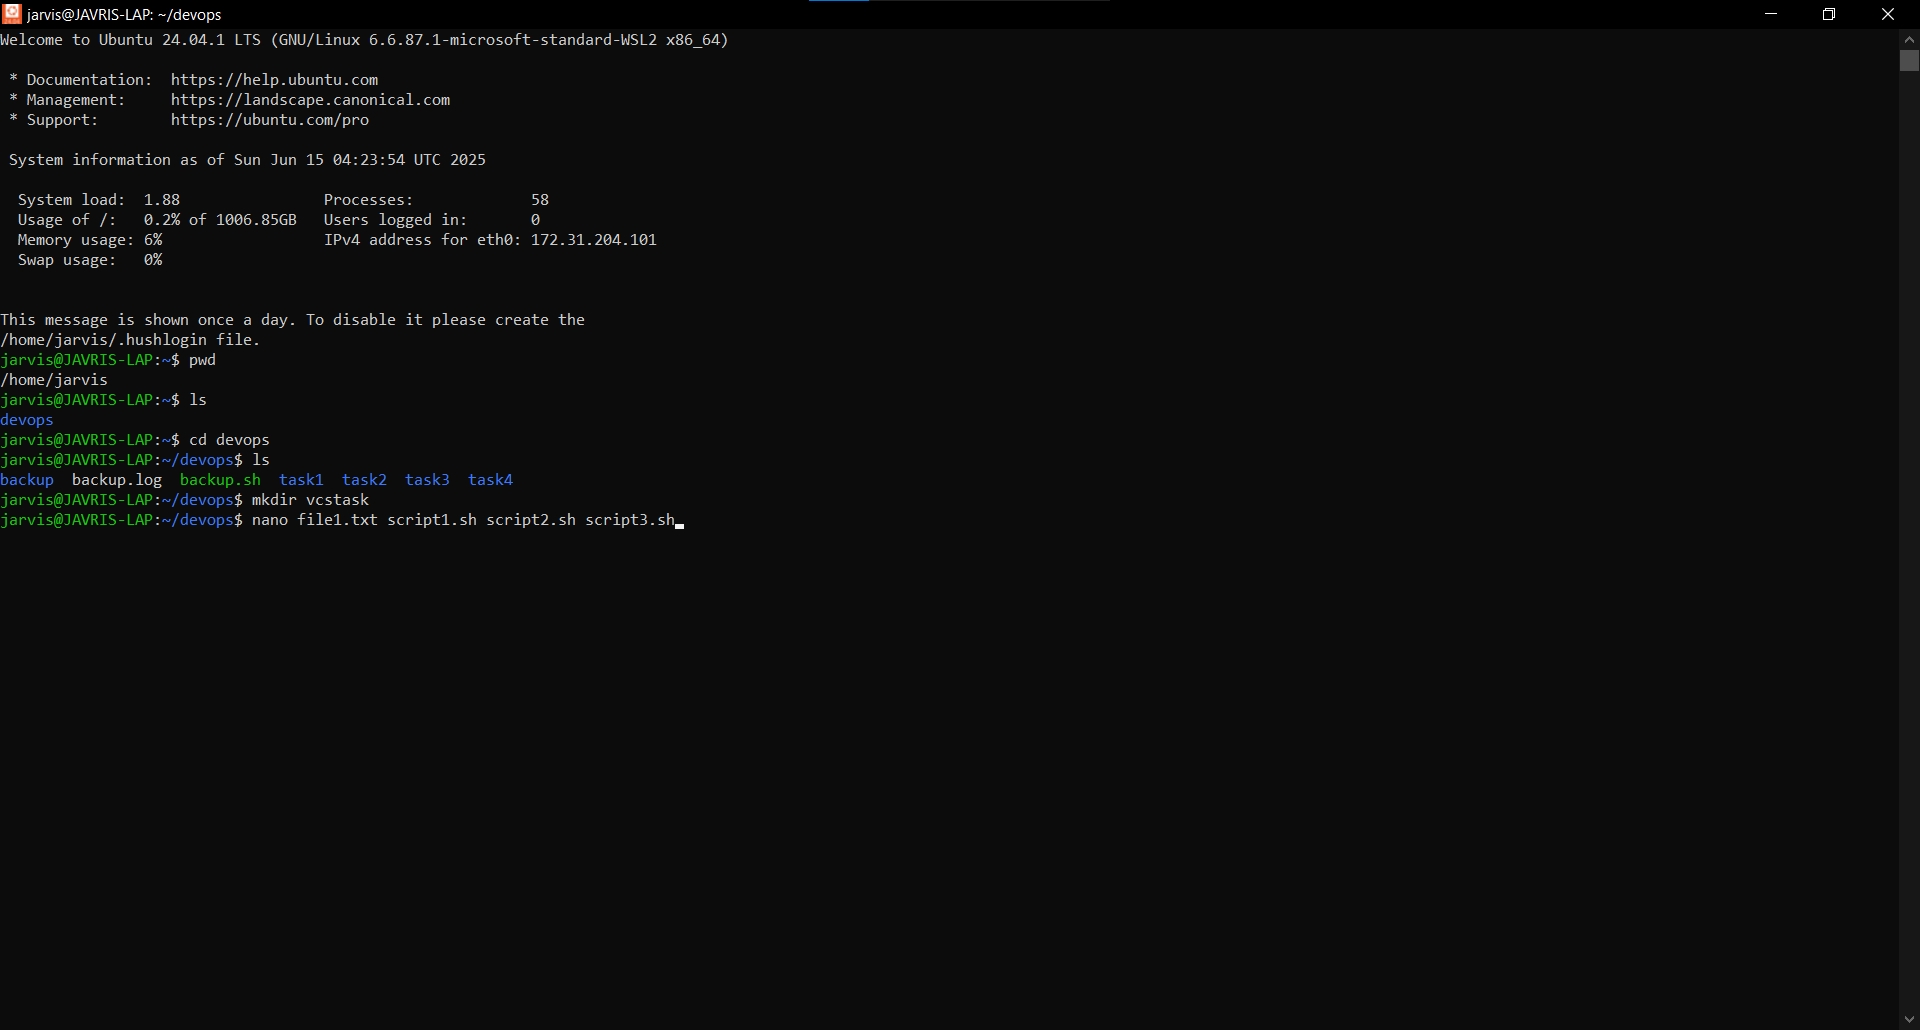 jarvis@JAVRIS-LAP: ~/devops
Welcome to Ubuntu 24.04.1 LTS (GNU/Linux 6.6.87.1-microsoft-standard-WSL2 x86_64)
* Documentation:  https://help.ubuntu.com
* Management:     https://landscape.canonical.com
* Support:        https://ubuntu.com/pro
System information as of Sun Jun 15 04:23:54 UTC 2025
System load:  1.88                Processes:             58
Usage of /:   0.2% of 1006.85GB   Users logged in:       0
Memory usage: 6%                  IPv4 address for eth0: 172.31.204.101
Swap usage:   0%
This message is shown once a day. To disable it please create the
/home/jarvis/.hushlogin file.
jarvis@JAVRIS-LAP:~$ pwd
/home/jarvis
jarvis@JAVRIS-LAP:~$ ls
devops
jarvis@JAVRIS-LAP:~$ cd devops
jarvis@JAVRIS-LAP:~/devops$ ls
backup  backup.log  backup.sh  task1  task2  task3  task4
jarvis@JAVRIS-LAP:~/devops$ mkdir vcstask
jarvis@JAVRIS-LAP:~/devops$ nano file1.txt script1.sh script2.sh script3.sh